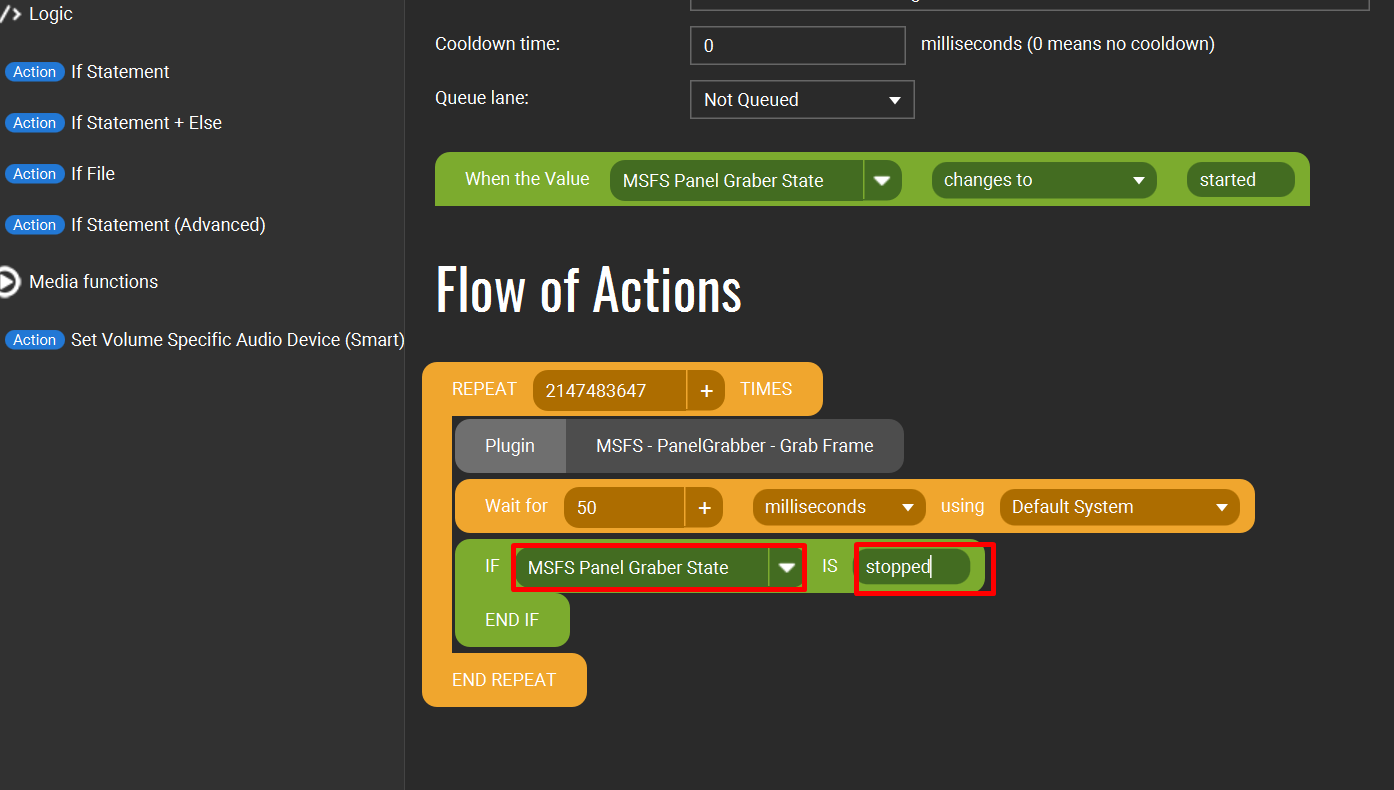 Logic
Action If Statement
Action If Statement + Else
Action If File
Action If Statement (Advanced)
Media functions
Action Set Volume Specific Audio Device (Smart)
Cooldown time: 0 milliseconds (0 means no cooldown)
Queue lane: Not Queued
When the Value MSFS Panel Graber State changes to started
Flow of Actions
REPEAT 2147483647 + TIMES
Plugin MSFS - PanelGrabber - Grab Frame
Wait for 50 + milliseconds using Default System
IF MSFS Panel Graber State IS stopped
END IF
END REPEAT